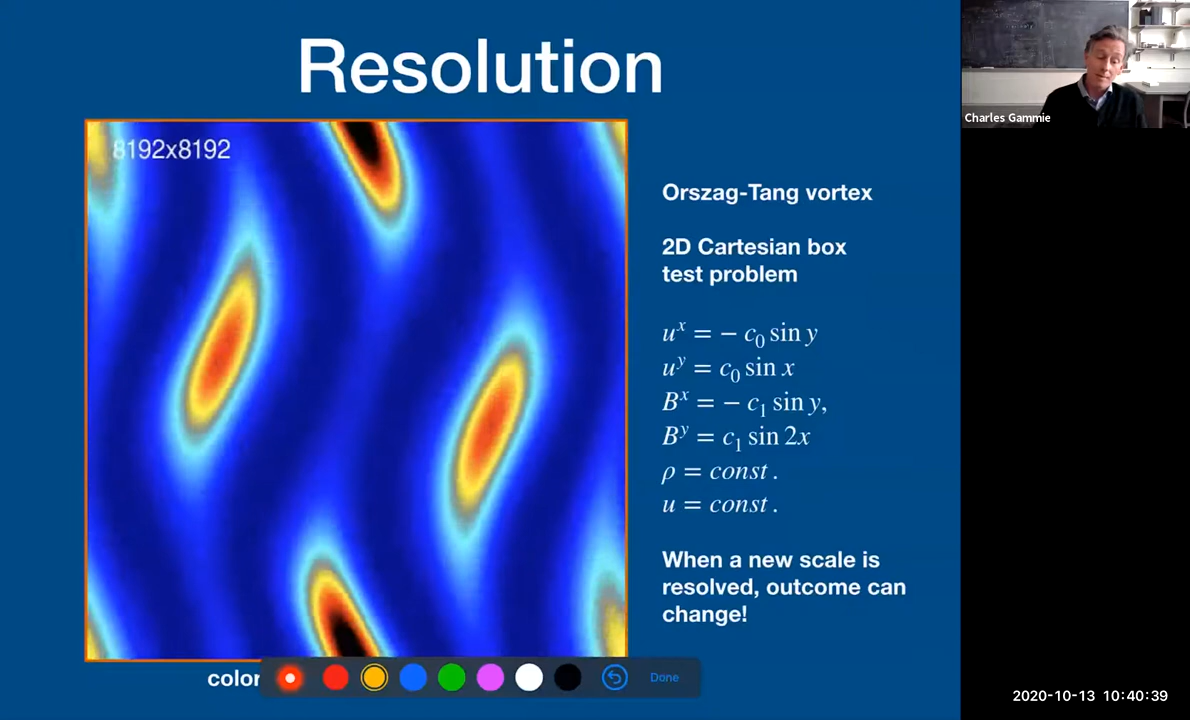 Resolution
8192x8192
Orszag-Tang vortex
2D Cartesian box
test problem
u^x = − c_0 sin y
u^y = c_0 sin x
B^x = − c_1 sin y,
B^y = c_1 sin 2x
ρ = const .
u = const .
When a new scale is
resolved, outcome can
change!
color
Done
Charles Gammie
2020-10-13 10:40:39